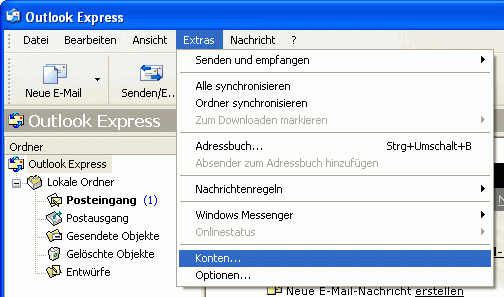 Outlook Express
Datei Bearbeiten Ansicht Extras Nachricht ?
Neue E-Mail
Senden/E...
Outlook Express
Ordner
Outlook Express
Lokale Ordner
Posteingang (1)
Postausgang
Gesendete Objekte
Gelöschte Objekte
Entwürfe
Senden und empfangen
Alle synchronisieren
Ordner synchronisieren
Zum Downloaden markieren
Adressbuch... Strg+Umschalt+B
Absender zum Adressbuch hinzufügen
Nachrichtenregeln
Windows Messenger
Onlinestatus
Konten...
Optionen...
Neue E-Mail-Nachricht erstellen